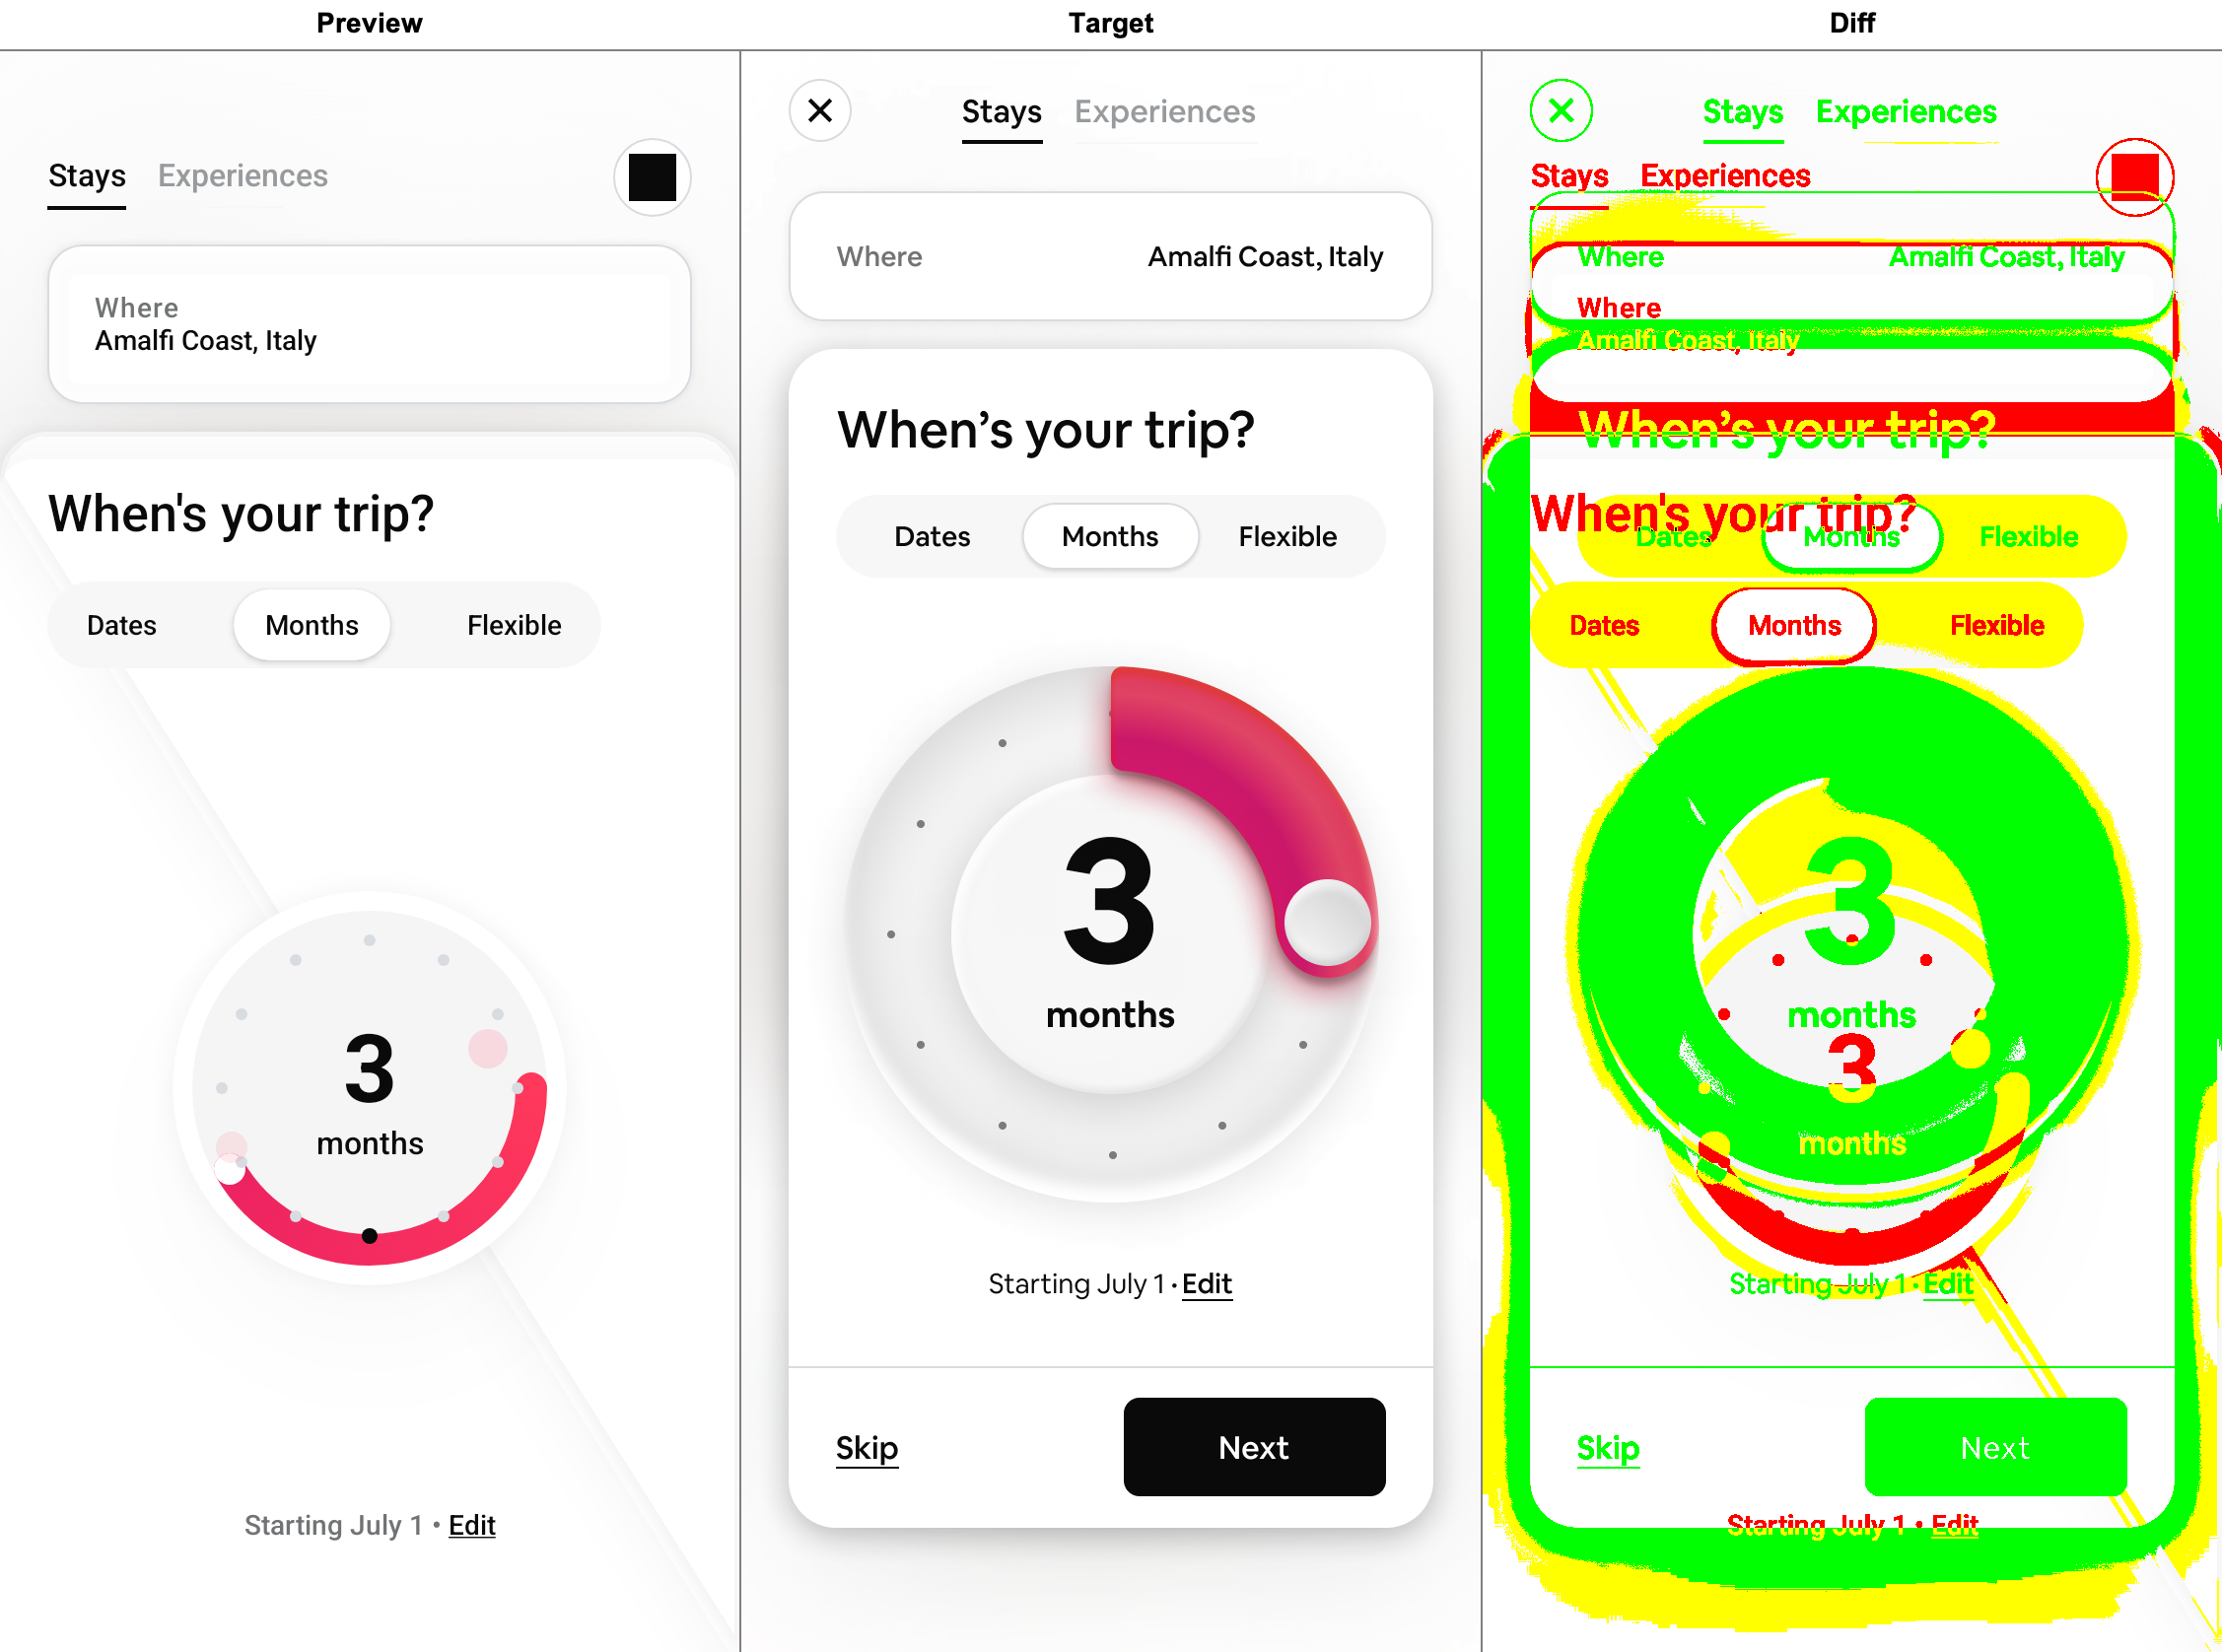 Preview
Target
Diff
Stays Experiences
Where
Amalfi Coast, Italy
When's your trip?
Dates Months Flexible
3
months
Starting July 1 • Edit
Stays Experiences
Where Amalfi Coast, Italy
When’s your trip?
Dates Months Flexible
3
months
Starting July 1 · Edit
Skip Next
Stays Experiences
Stays Experiences
Where Amalfi Coast, Italy
Where
Amalfi Coast, Italy
When’s your trip?
When's your trip?
Dates Months Flexible
Dates Months Flexible
3
months
3
months
Starting July 1 · Edit
Skip Next
Starting July 1 • Edit